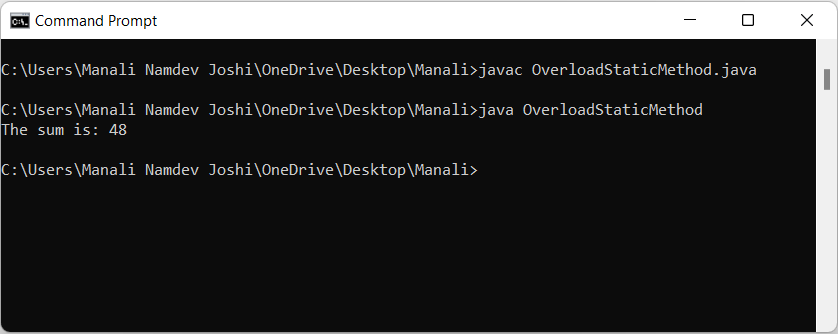 Command Prompt
C:\Users\Manali Namdev Joshi\OneDrive\Desktop\Manali>javac OverloadStaticMethod.java
C:\Users\Manali Namdev Joshi\OneDrive\Desktop\Manali>java OverloadStaticMethod
The sum is: 48
C:\Users\Manali Namdev Joshi\OneDrive\Desktop\Manali>